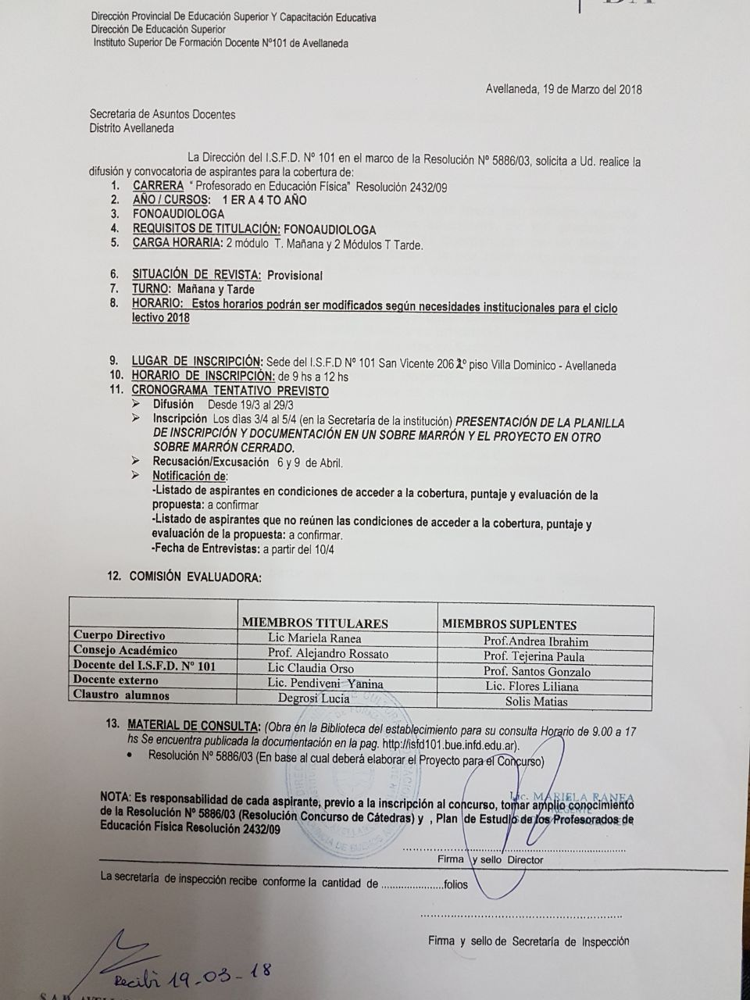 Dirección Provincial De Educación Superior Y Capacitación Educativa
Dirección De Educación Superior
Instituto Superior De Formación Docente Nº101 de Avellaneda
Avellaneda, 19 de Marzo del 2018
Secretaria de Asuntos Docentes
Distrito Avellaneda
La Dirección del I.S.F.D. Nº 101 en el marco de la Resolución Nº 5886/03, solicita a Ud. realice la
difusión y convocatoria de aspirantes para la cobertura de:
1. CARRERA " Profesorado en Educación Física" Resolución 2432/09
2. AÑO / CURSOS: 1 ER A 4 TO AÑO
3. FONOAUDIOLOGA
4. REQUISITOS DE TITULACIÓN: FONOAUDIOLOGA
5. CARGA HORARIA: 2 módulo T. Mañana y 2 Módulos T Tarde.
6. SITUACIÓN DE REVISTA: Provisional
7. TURNO: Mañana y Tarde
8. HORARIO: Estos horarios podrán ser modificados según necesidades institucionales para el ciclo
lectivo 2018
9. LUGAR DE INSCRIPCIÓN: Sede del I.S.F.D Nº 101 San Vicente 206 2º piso Villa Dominico - Avellaneda
10. HORARIO DE INSCRIPCIÓN: de 9 hs a 12 hs
11. CRONOGRAMA TENTATIVO PREVISTO
➢ Difusión Desde 19/3 al 29/3
➢ Inscripción Los dias 3/4 al 5/4 (en la Secretaría de la institución) PRESENTACIÓN DE LA PLANILLA
DE INSCRIPCIÓN Y DOCUMENTACIÓN EN UN SOBRE MARRÓN Y EL PROYECTO EN OTRO
SOBRE MARRÓN CERRADO.
➢ Recusación/Excusación 6 y 9 de Abril.
➢ Notificación de:
-Listado de aspirantes en condiciones de acceder a la cobertura, puntaje y evaluación de la
propuesta: a confirmar
-Listado de aspirantes que no reúnen las condiciones de acceder a la cobertura, puntaje y
evaluación de la propuesta: a confirmar.
-Fecha de Entrevistas: a partir del 10/4
12. COMISIÓN EVALUADORA:
MIEMBROS TITULARES MIEMBROS SUPLENTES
Cuerpo Directivo Lic Mariela Ranea Prof.Andrea Ibrahim
Consejo Académico Prof. Alejandro Rossato Prof. Tejerina Paula
Docente del I.S.F.D. Nº 101 Lic Claudia Orso Prof. Santos Gonzalo
Docente externo Lic. Pendiveni Yanina Lic. Flores Liliana
Claustro alumnos Degrosi Lucia Solis Matias
13. MATERIAL DE CONSULTA: (Obra en la Biblioteca del establecimiento para su consulta Horario de 9.00 a 17
hs Se encuentra publicada la documentación en la pag. http://isfd101.bue.infd.edu.ar).
• Resolución Nº 5886/03 (En base al cual deberá elaborar el Proyecto para el Concurso)
Lic. MARIELA RANEA
REGENTE
NOTA: Es responsabilidad de cada aspirante, previo a la inscripción al concurso, tomar amplio conocimiento
de la Resolución Nº 5886/03 (Resolución Concurso de Cátedras) y , Plan de Estudio de los Profesorados de
Educación Física Resolución 2432/09
Firma y sello Director
La secretaría de inspección recibe conforme la cantidad de ......................folios
Firma y sello de Secretaría de Inspección
Recibi 19-03-18